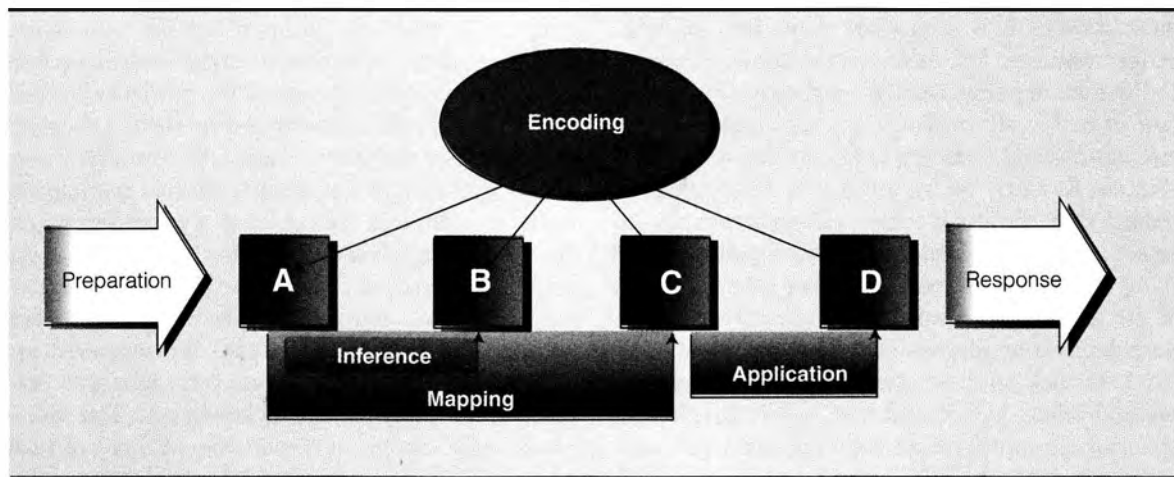 Encoding
Preparation
A
B
C
D
Response
Inference
Mapping
Application